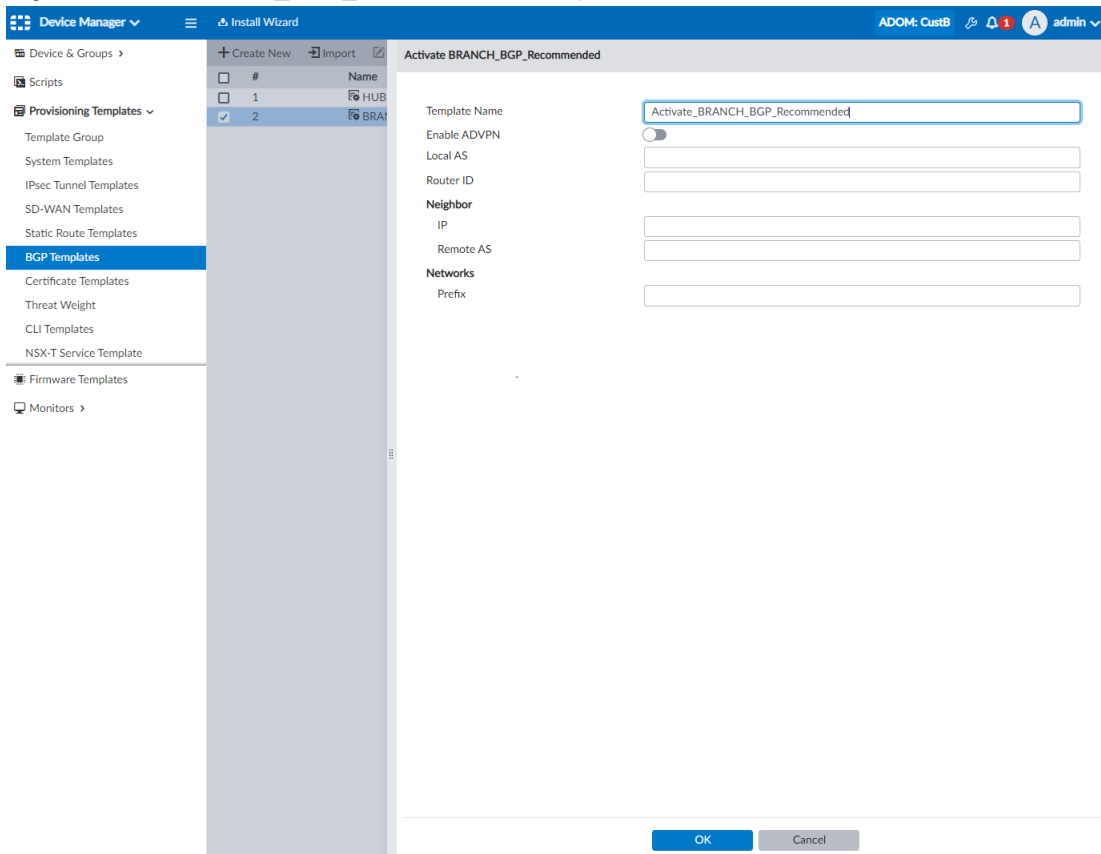 Device Manager
Install Wizard
ADOM: CustB
1
A
admin
Device & Groups
Scripts
Provisioning Templates
Template Group
System Templates
IPsec Tunnel Templates
SD-WAN Templates
Static Route Templates
BGP Templates
Certificate Templates
Threat Weight
CLI Templates
NSX-T Service Template
Firmware Templates
Monitors
Create New Import
# Name
1 HUB
2 BRAN
Activate BRANCH_BGP_Recommended
Template Name Activate_BRANCH_BGP_Recommended
Enable ADVPN
Local AS
Router ID
Neighbor
IP
Remote AS
Networks
Prefix
OK Cancel